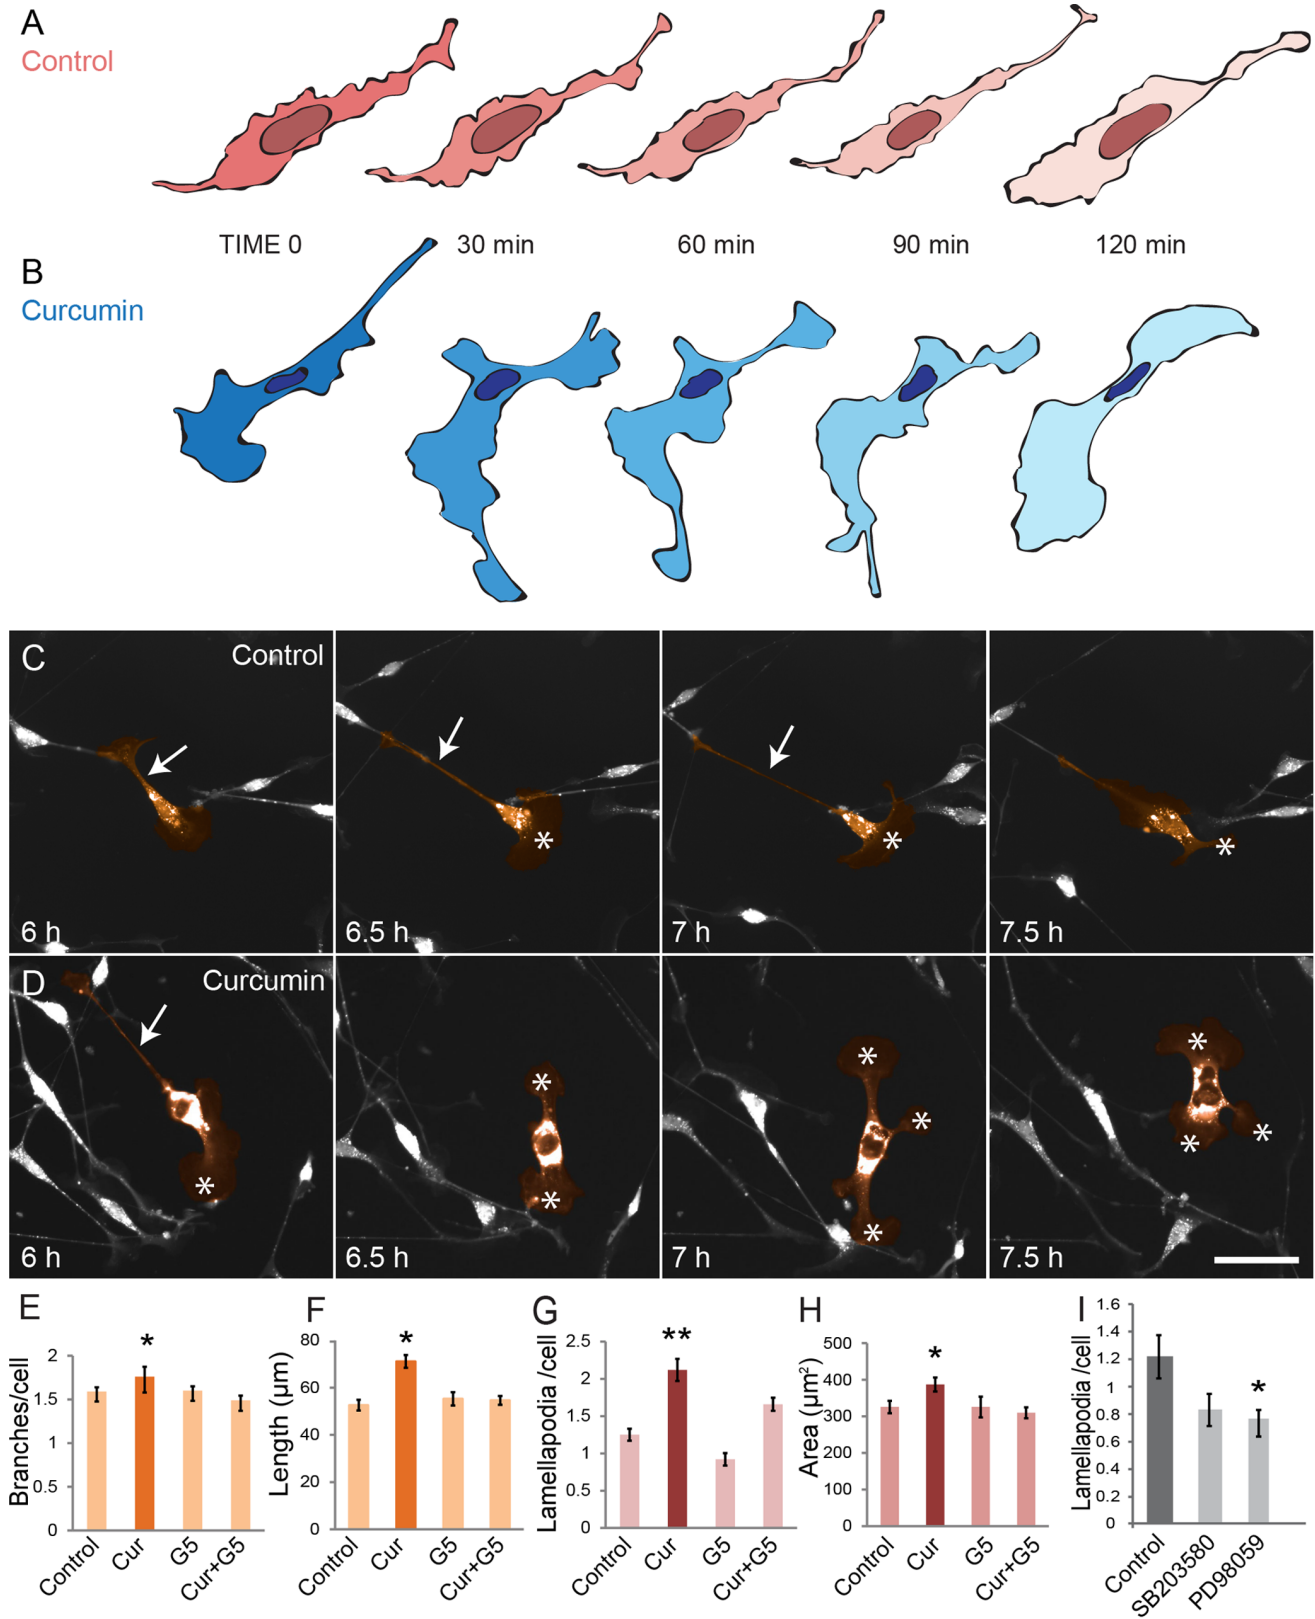 A
Control
TIME 0
30 min
60 min
90 min
120 min
B
Curcumin
C
Control
6 h
6.5 h
7 h
7.5 h
*
*
*
D
Curcumin
6 h
6.5 h
7 h
7.5 h
*
*
*
*
*
*
*
*
*
E
Branches/cell
2
1.5
1
0.5
0
*
Control
Cur
G5
Cur+G5
F
Length (µm)
80
60
40
20
0
*
Control
Cur
G5
Cur+G5
G
Lamellapodia /cell
2.5
2
1.5
1
0.5
0
**
Control
Cur
G5
Cur+G5
H
Area (µm²)
500
400
300
200
100
0
*
Control
Cur
G5
Cur+G5
I
Lamellapodia /cell
1.6
1.4
1.2
1
0.8
0.6
0.4
0.2
0
*
Control
SB203580
PD98059